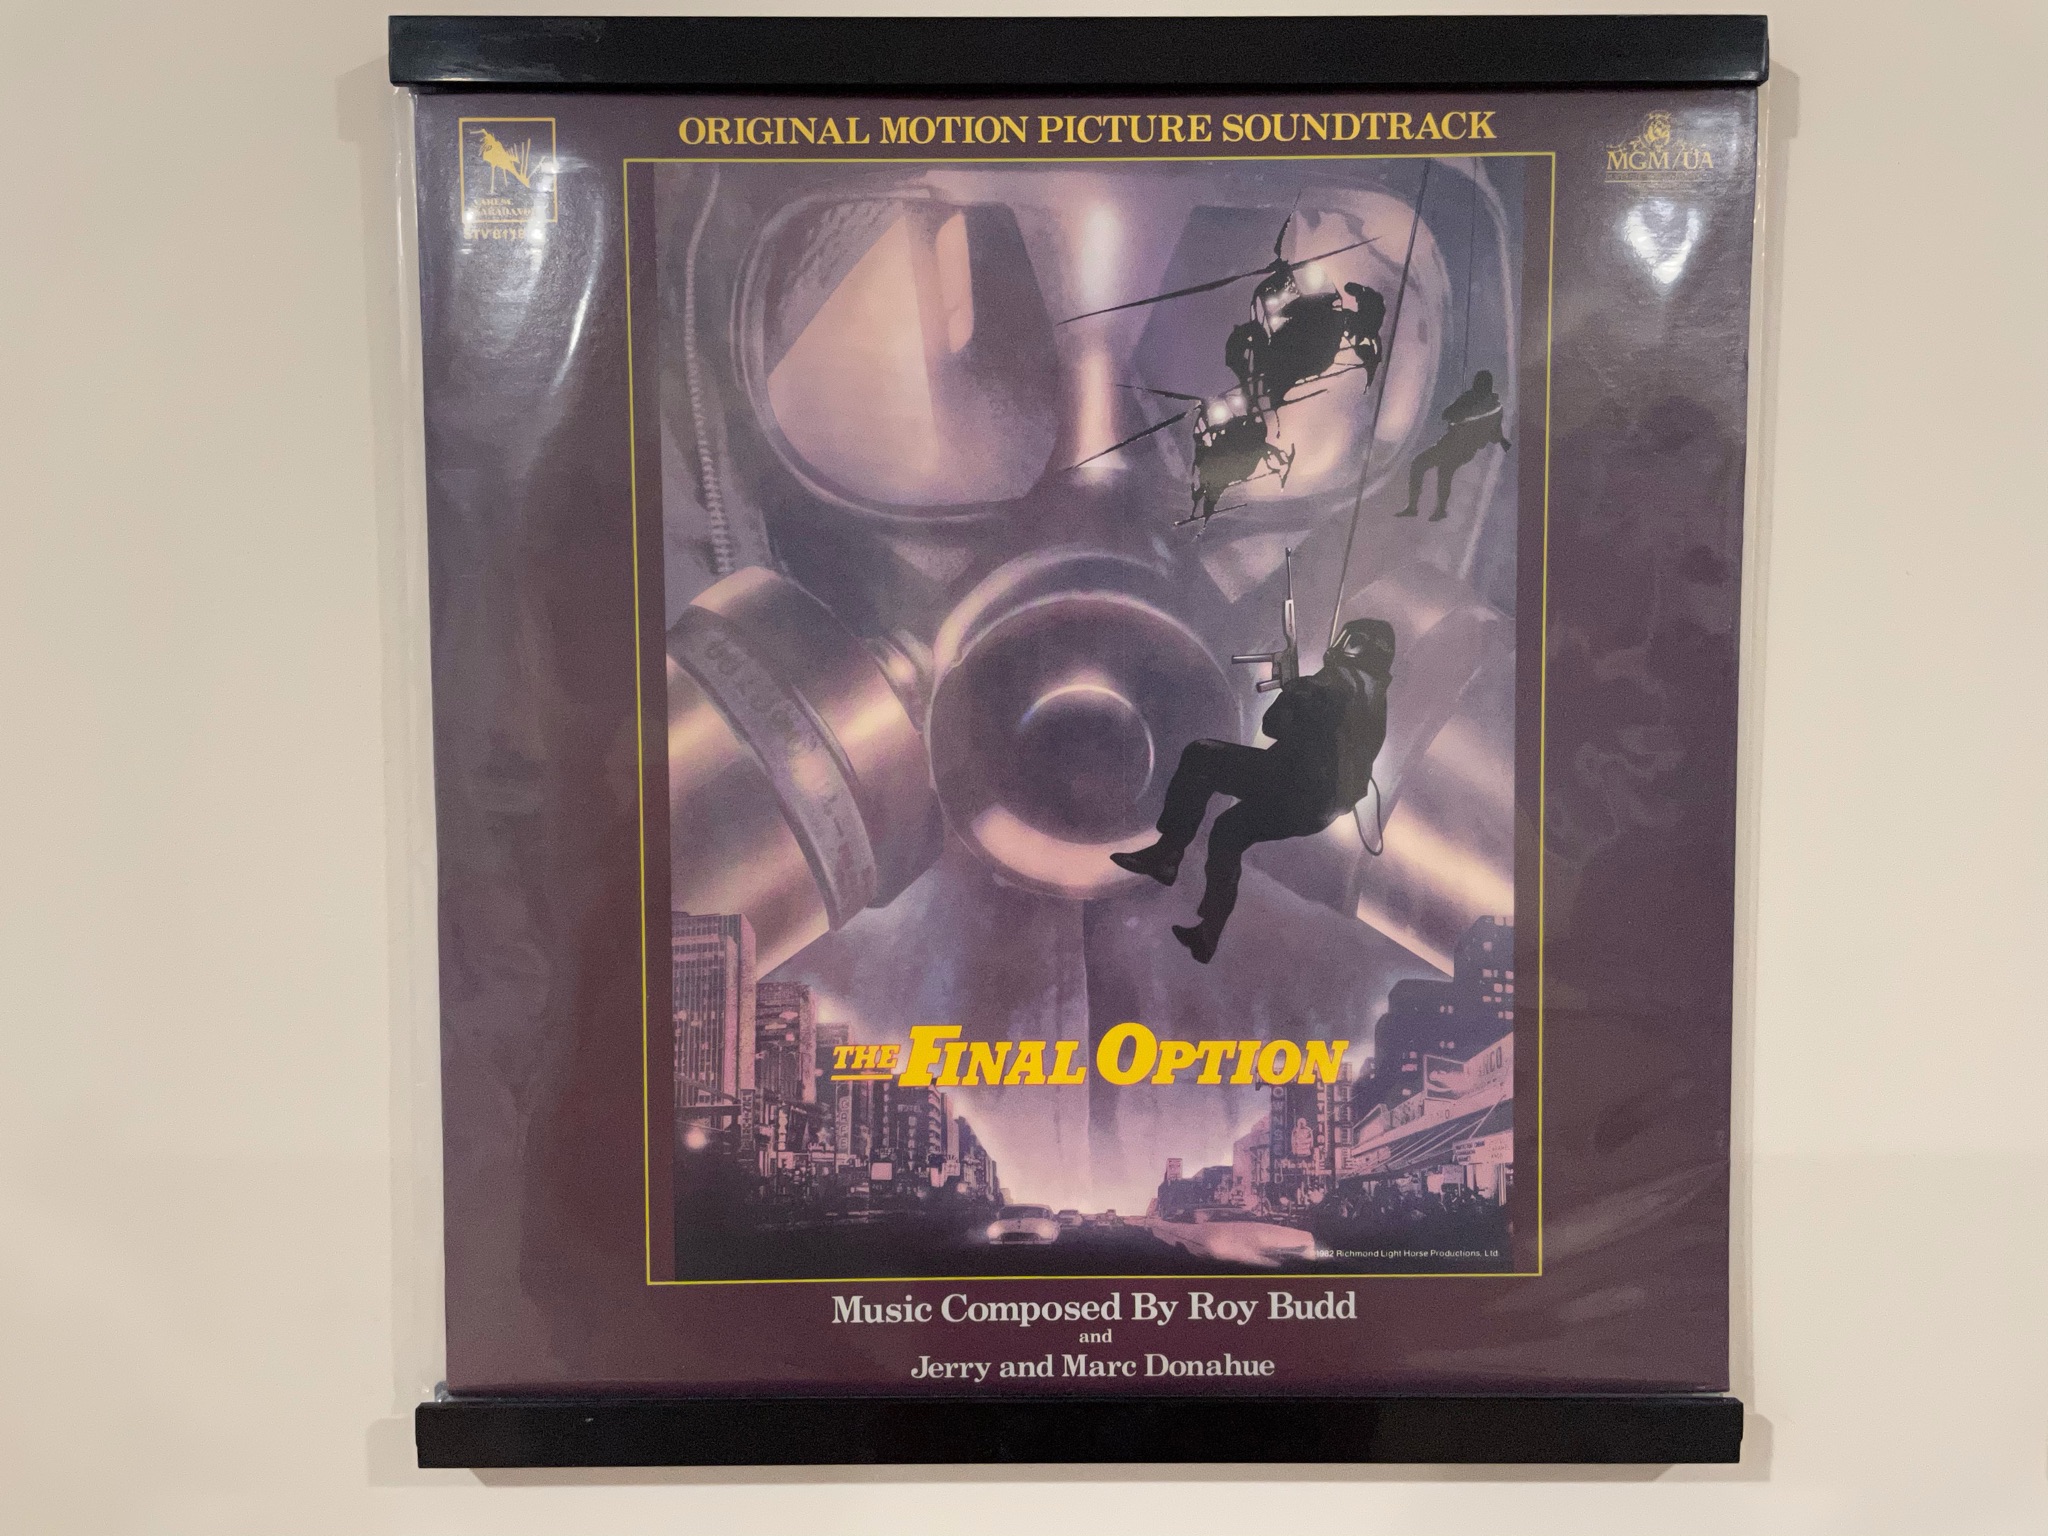 ORIGINAL MOTION PICTURE SOUNDTRACK
MGM/UA
THE FINAL OPTION
1982 Richmond Light Horse Productions, Ltd.
Music Composed By Roy Budd
and
Jerry and Marc Donahue